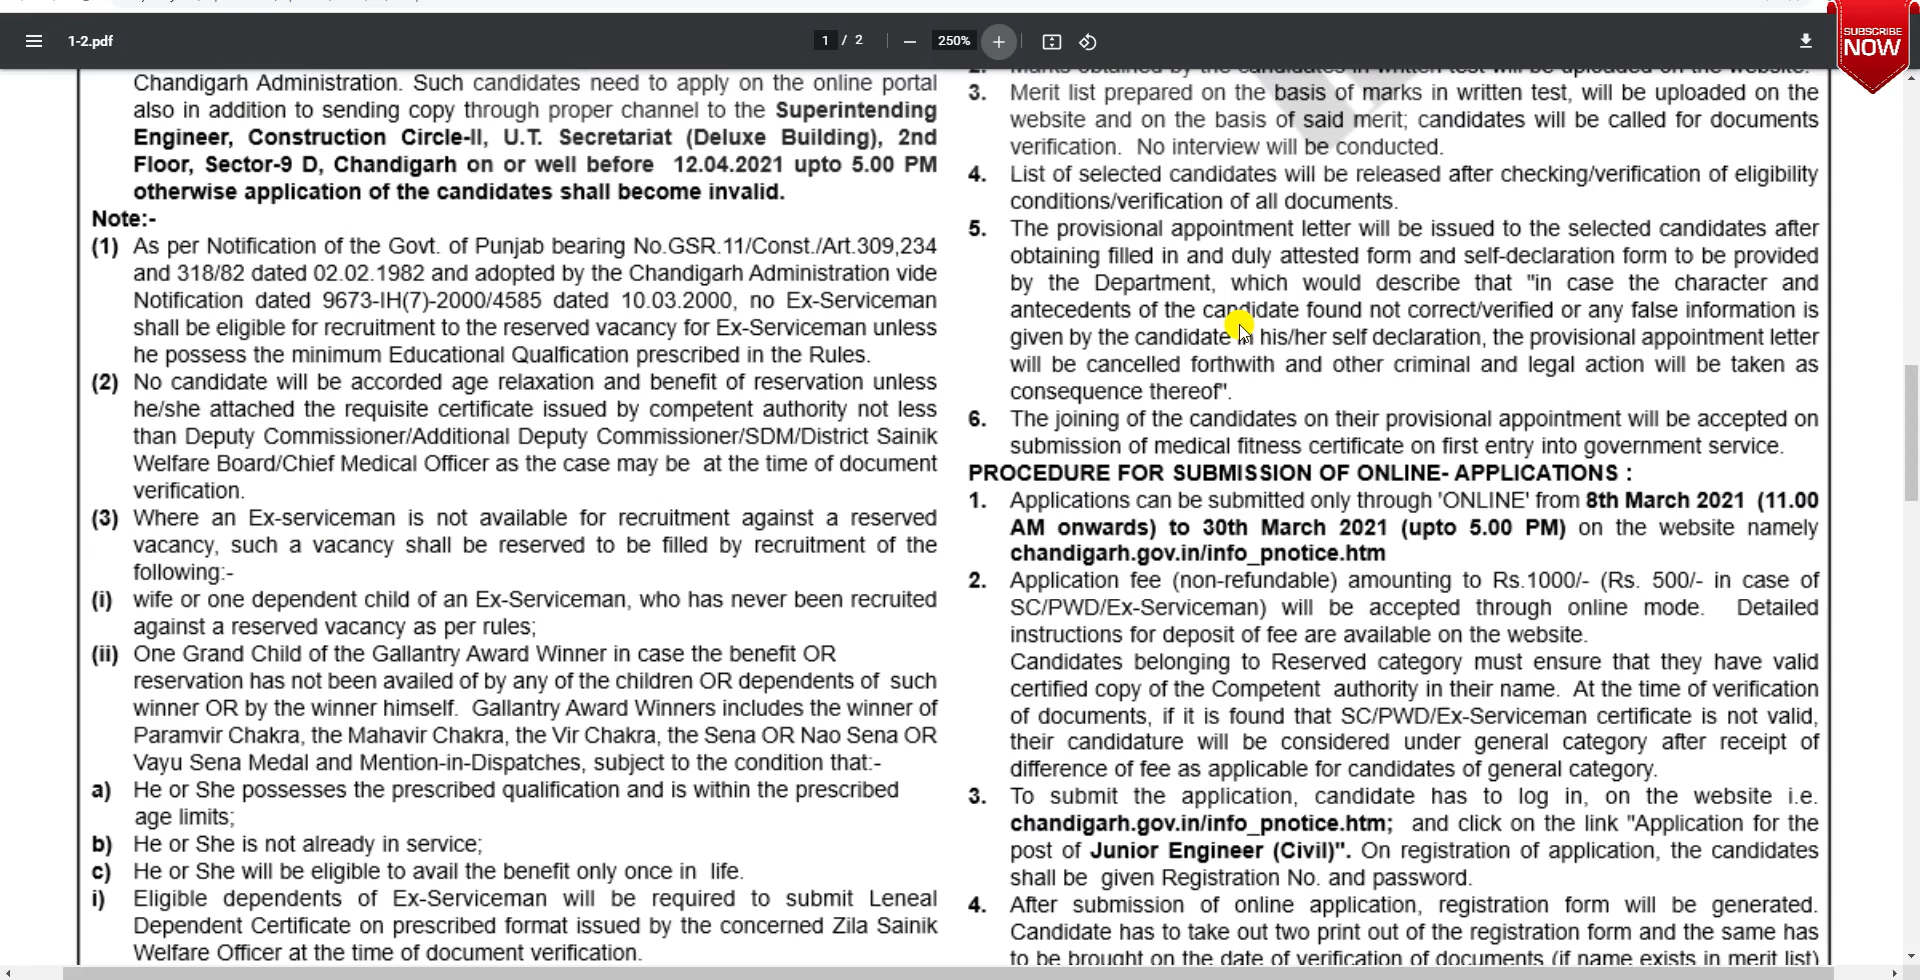 1-2.pdf
1 / 2
250%
SUBSCRIBE
NOW
Chandigarh Administration. Such candidates need to apply on the online portal
also in addition to sending copy through proper channel to the Superintending
Engineer, Construction Circle-II, U.T. Secretariat (Deluxe Building), 2nd
Floor, Sector-9 D, Chandigarh on or well before 12.04.2021 upto 5.00 PM
otherwise application of the candidates shall become invalid.
Note:-
(1) As per Notification of the Govt. of Punjab bearing No.GSR.11/Const./Art.309,234
and 318/82 dated 02.02.1982 and adopted by the Chandigarh Administration vide
Notification dated 9673-IH(7)-2000/4585 dated 10.03.2000, no Ex-Serviceman
shall be eligible for recruitment to the reserved vacancy for Ex-Serviceman unless
he possess the minimum Educational Qualfication prescribed in the Rules.
(2) No candidate will be accorded age relaxation and benefit of reservation unless
he/she attached the requisite certificate issued by competent authority not less
than Deputy Commissioner/Additional Deputy Commissioner/SDM/District Sainik
Welfare Board/Chief Medical Officer as the case may be at the time of document
verification.
(3) Where an Ex-serviceman is not available for recruitment against a reserved
vacancy, such a vacancy shall be reserved to be filled by recruitment of the
following:-
(i) wife or one dependent child of an Ex-Serviceman, who has never been recruited
against a reserved vacancy as per rules;
(ii) One Grand Child of the Gallantry Award Winner in case the benefit OR
reservation has not been availed of by any of the children OR dependents of such
winner OR by the winner himself. Gallantry Award Winners includes the winner of
Paramvir Chakra, the Mahavir Chakra, the Vir Chakra, the Sena OR Nao Sena OR
Vayu Sena Medal and Mention-in-Dispatches, subject to the condition that:-
a) He or She possesses the prescribed qualification and is within the prescribed
age limits;
b) He or She is not already in service;
c) He or She will be eligible to avail the benefit only once in life.
i) Eligible dependents of Ex-Serviceman will be required to submit Leneal
Dependent Certificate on prescribed format issued by the concerned Zila Sainik
Welfare Officer at the time of document verification.
2. Marks obtained by the candidates in written test will be uploaded on the website.
3. Merit list prepared on the basis of marks in written test, will be uploaded on the
website and on the basis of said merit; candidates will be called for documents
verification. No interview will be conducted.
4. List of selected candidates will be released after checking/verification of eligibility
conditions/verification of all documents.
5. The provisional appointment letter will be issued to the selected candidates after
obtaining filled in and duly attested form and self-declaration form to be provided
by the Department, which would describe that "in case the character and
antecedents of the candidate found not correct/verified or any false information is
given by the candidate in his/her self declaration, the provisional appointment letter
will be cancelled forthwith and other criminal and legal action will be taken as
consequence thereof".
6. The joining of the candidates on their provisional appointment will be accepted on
submission of medical fitness certificate on first entry into government service.
PROCEDURE FOR SUBMISSION OF ONLINE- APPLICATIONS :
1. Applications can be submitted only through 'ONLINE' from 8th March 2021 (11.00
AM onwards) to 30th March 2021 (upto 5.00 PM) on the website namely
chandigarh.gov.in/info_pnotice.htm
2. Application fee (non-refundable) amounting to Rs.1000/- (Rs. 500/- in case of
SC/PWD/Ex-Serviceman) will be accepted through online mode. Detailed
instructions for deposit of fee are available on the website.
Candidates belonging to Reserved category must ensure that they have valid
certified copy of the Competent authority in their name. At the time of verification
of documents, if it is found that SC/PWD/Ex-Serviceman certificate is not valid,
their candidature will be considered under general category after receipt of
difference of fee as applicable for candidates of general category.
3. To submit the application, candidate has to log in, on the website i.e.
chandigarh.gov.in/info_pnotice.htm; and click on the link "Application for the
post of Junior Engineer (Civil)". On registration of application, the candidates
shall be given Registration No. and password.
4. After submission of online application, registration form will be generated.
Candidate has to take out two print out of the registration form and the same has
to be brought on the date of verification of documents (if name exists in merit list)